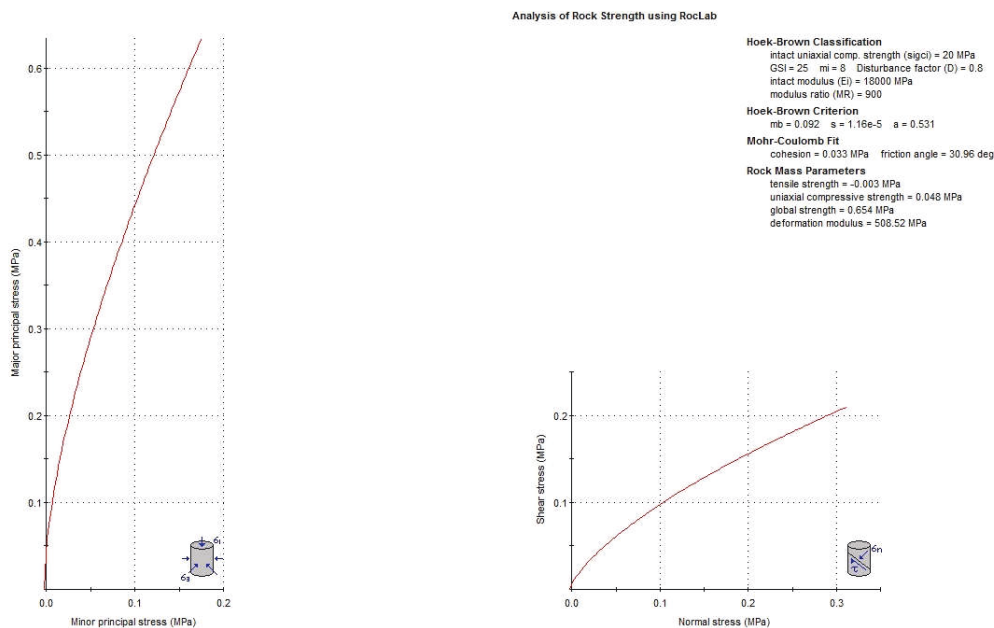 Analysis of Rock Strength using RocLab
Hoek-Brown Classification
intact uniaxial comp. strength (sigci) = 20 MPa
GSI = 25 mi = 8 Disturbance factor (D) = 0.8
intact modulus (Ei) = 18000 MPa
modulus ratio (MR) = 900
Hoek-Brown Criterion
mb = 0.092 s = 1.16e-5 a = 0.531
Mohr-Coulomb Fit
cohesion = 0.033 MPa friction angle = 30.96 deg
Rock Mass Parameters
tensile strength = -0.003 MPa
uniaxial compressive strength = 0.048 MPa
global strength = 0.654 MPa
deformation modulus = 508.52 MPa
Major principal stress (MPa)
0.6
0.5
0.4
0.3
0.2
0.1
0.0
0.1
0.2
Minor principal stress (MPa)
σ1
σ3
Shear stress (MPa)
0.2
0.1
0.0
0.1
0.2
0.3
Normal stress (MPa)
σn
τ